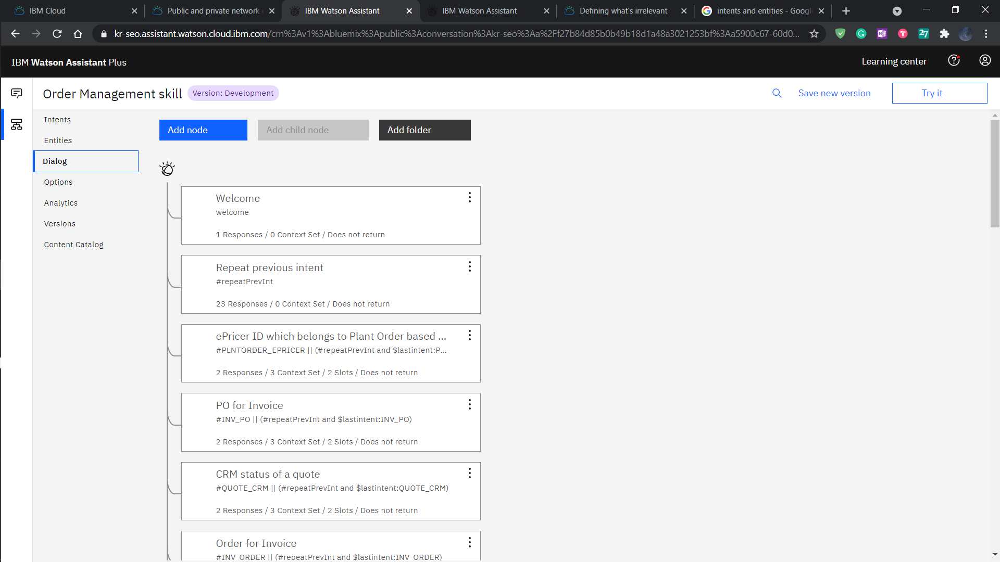 IBM Cloud
Public and private network
IBM Watson Assistant
IBM Watson Assistant
Defining what's irrelevant
intents and entities - Google
kr-seo.assistant.watson.cloud.ibm.com/crn%3Av1%3Abluemix%3Apublic%3Aconversation%3Akr-seo%3Aa%2Ff27b84d85b0b49b18d1a48a3021253bf%3Aa5900c67-60d0...
27
IBM Watson Assistant Plus
Learning center
Order Management skill
Version: Development
Save new version
Try it
Intents
Entities
Dialog
Options
Analytics
Versions
Content Catalog
Add node
Add child node
Add folder
Welcome
welcome
1 Responses / 0 Context Set / Does not return
Repeat previous intent
#repeatPrevInt
23 Responses / 0 Context Set / Does not return
ePricer ID which belongs to Plant Order based ...
#PLNTORDER_EPRICER || (#repeatPrevInt and $lastintent:P...
2 Responses / 3 Context Set / 2 Slots / Does not return
PO for Invoice
#INV_PO || (#repeatPrevInt and $lastintent:INV_PO)
2 Responses / 3 Context Set / 2 Slots / Does not return
CRM status of a quote
#QUOTE_CRM || (#repeatPrevInt and $lastintent:QUOTE_CRM)
2 Responses / 3 Context Set / 2 Slots / Does not return
Order for Invoice
#INV_ORDER || (#repeatPrevInt and $lastintent:INV_ORDER)